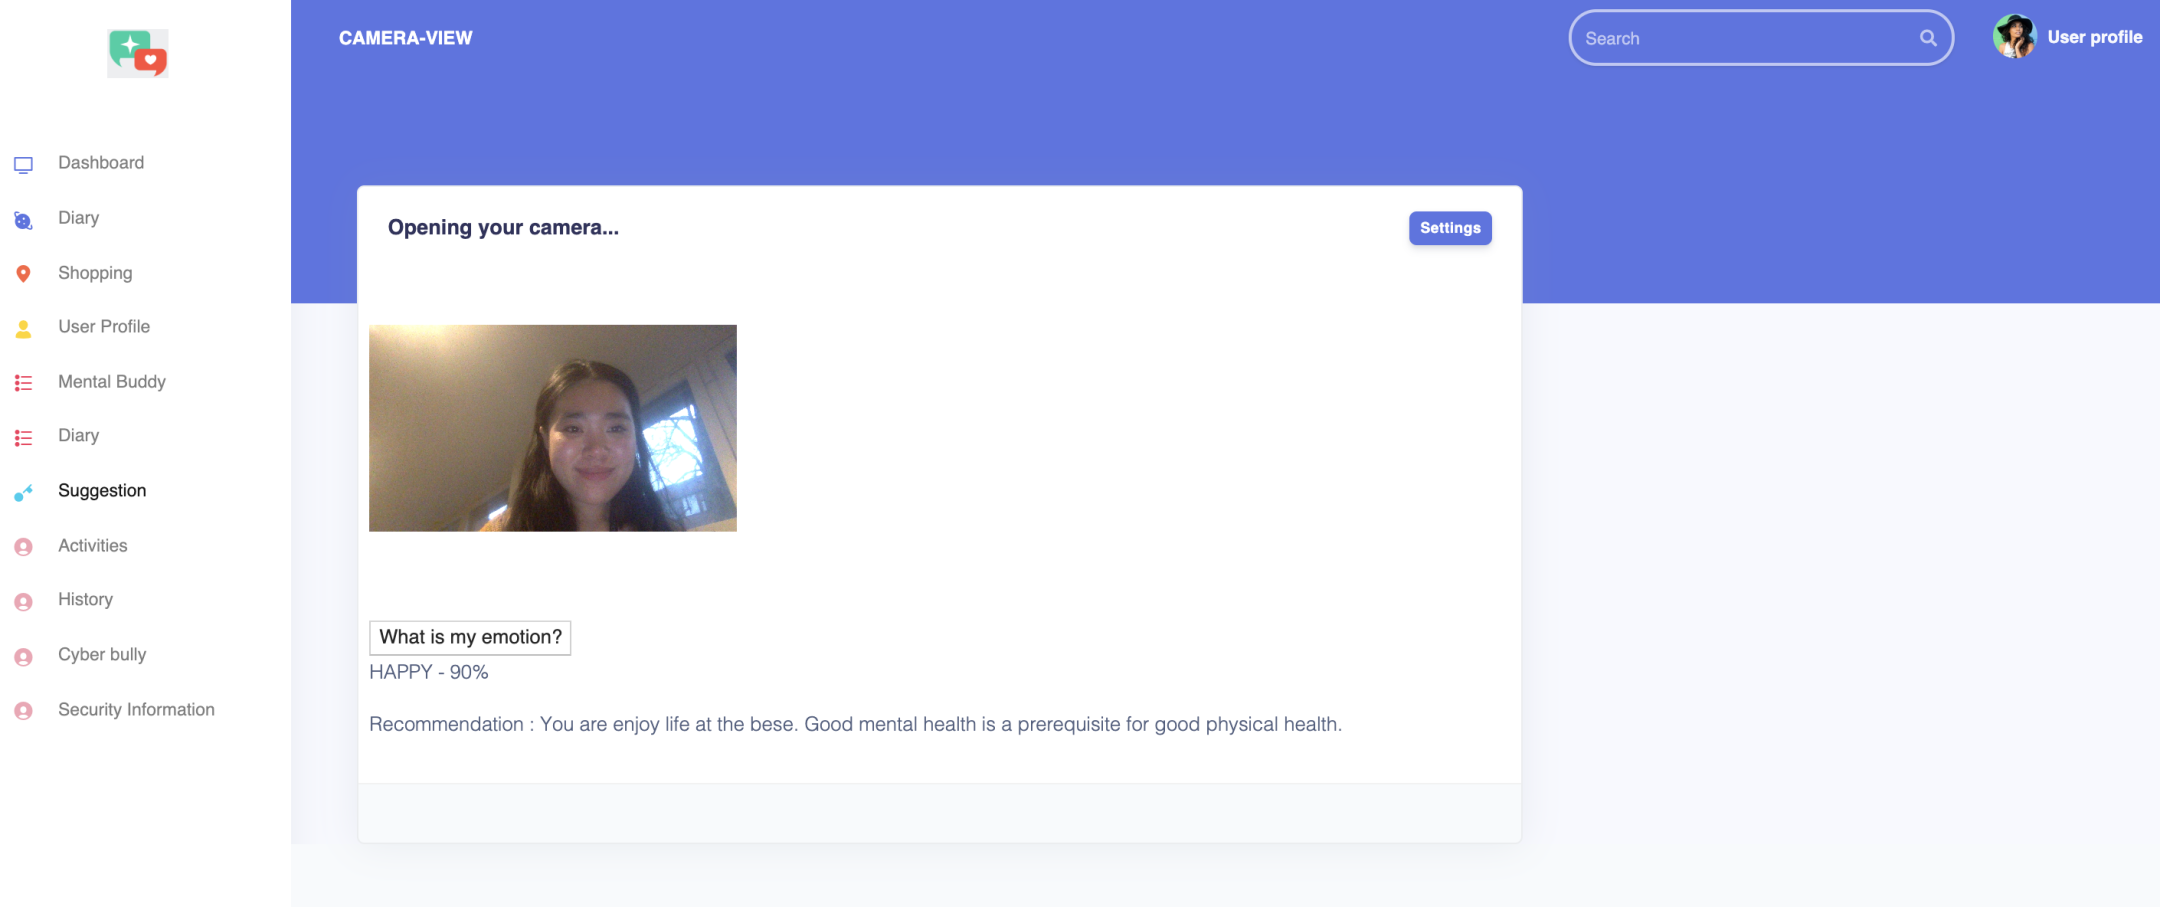 CAMERA-VIEW
Search
User profile
Dashboard
Diary
Shopping
User Profile
Mental Buddy
Diary
Suggestion
Activities
History
Cyber bully
Security Information
Opening your camera...
Settings
What is my emotion?
HAPPY - 90%
Recommendation : You are enjoy life at the bese. Good mental health is a prerequisite for good physical health.